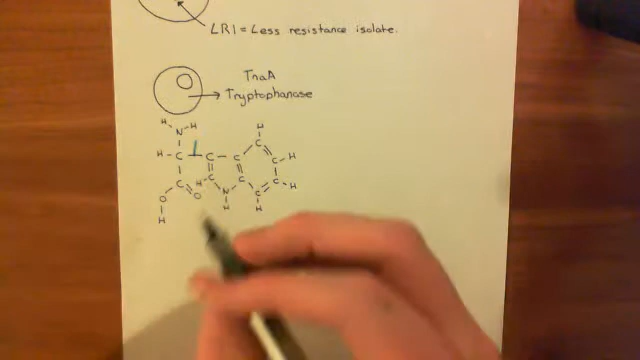 LRI = Less resistance isolate.
TnaA
Tryptophanase
H H
N
H H
H - C - C C C C - H
C C C C
H O N C H
O H H
H